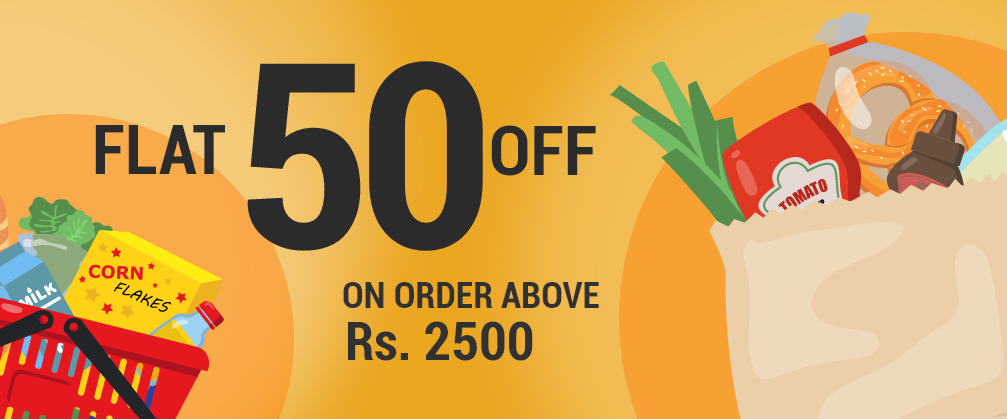 FLAT 50 OFF
ON ORDER ABOVE
Rs. 2500
MiLK
CORN
FLAKES
TOMATO